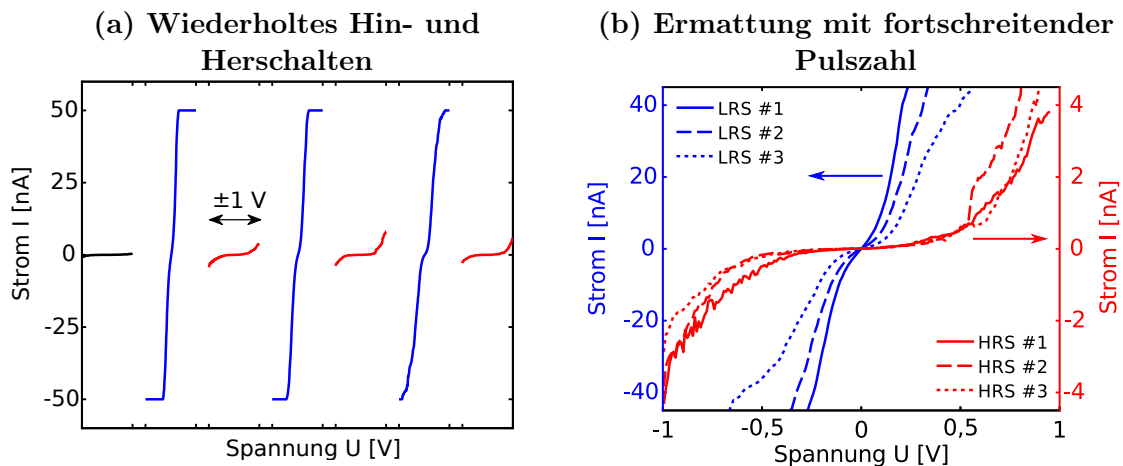 (a) Wiederholtes Hin- und
Herschalten
50
25
0
-25
-50
Strom I [nA]
±1 V
Spannung U [V]
(b) Ermattung mit fortschreitender
Pulszahl
40
20
0
-20
-40
Strom I [nA]
LRS #1
LRS #2
LRS #3
4
2
0
-2
-4
Strom I [nA]
HRS #1
HRS #2
HRS #3
-1
-0,5
0
0,5
1
Spannung U [V]